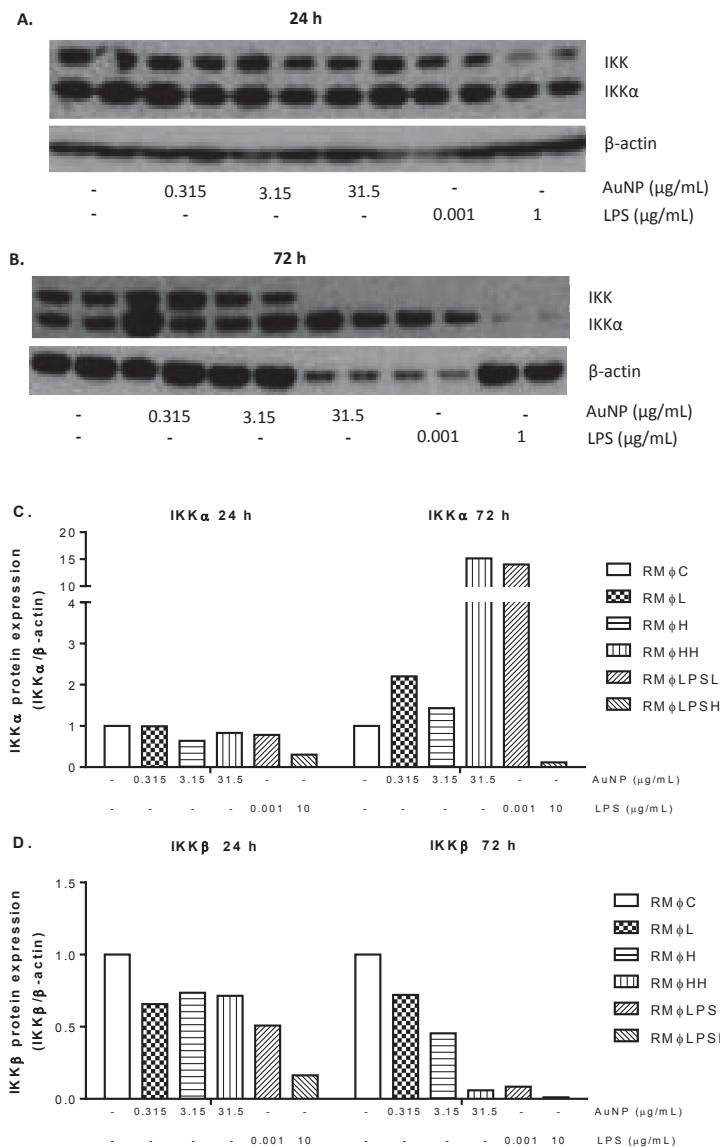 A.
24 h
IKK
IKKα
β-actin
- 0.315 3.15 31.5 - - AuNP (µg/mL)
- - - - 0.001 1 LPS (µg/mL)
B.
72 h
IKK
IKKα
β-actin
- 0.315 3.15 31.5 - - AuNP (µg/mL)
- - - - 0.001 1 LPS (µg/mL)
C.
IKKα 24 h IKKα 72 h
IKKα protein expression
(IKKα/β-actin)
20
15
10
4
3
2
1
0
RMϕC
RMϕL
RMϕH
RMϕHH
RMϕLPSL
RMϕLPSH
- 0.315 3.15 31.5 - - - 0.315 3.15 31.5 - - AuNP (µg/mL)
- - - - 0.001 10 - - - - 0.001 10 LPS (µg/mL)
D.
IKKβ 24 h IKKβ 72 h
IKKβ protein expression
(IKKβ/β-actin)
1.5
1.0
0.5
0.0
RMϕC
RMϕL
RMϕH
RMϕHH
RMϕLPS
RMϕLPS
- 0.315 3.15 31.5 - - - 0.315 3.15 31.5 - - AuNP (µg/mL)
- - - - 0.001 10 - - - - 0.001 10 LPS (µg/mL)